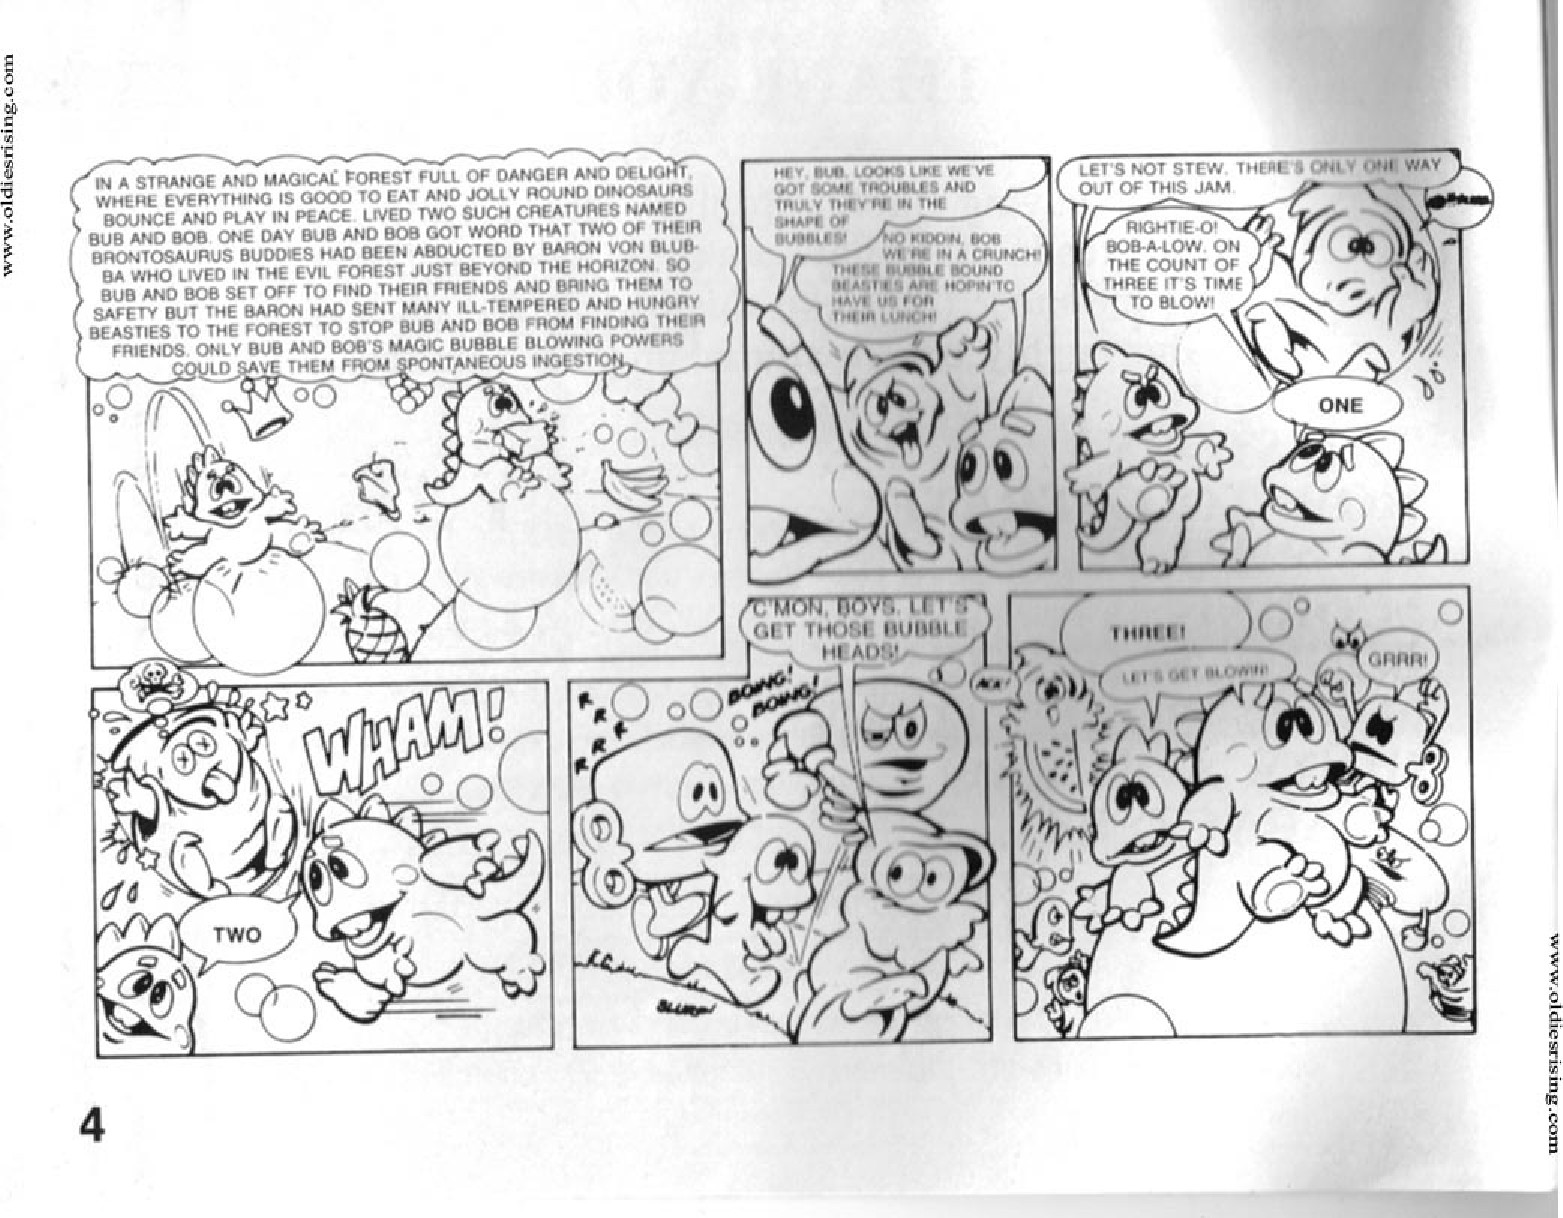 www.oldiesrising.com
IN A STRANGE AND MAGICAL FOREST FULL OF DANGER AND DELIGHT,
WHERE EVERYTHING IS GOOD TO EAT AND JOLLY ROUND DINOSAURS
BOUNCE AND PLAY IN PEACE. LIVED TWO SUCH CREATURES NAMED
BUB AND BOB. ONE DAY BUB AND BOB GOT WORD THAT TWO OF THEIR
BRONTOSAURUS BUDDIES HAD BEEN ABDUCTED BY BARON VON BLUB-
BA WHO LIVED IN THE EVIL FOREST JUST BEYOND THE HORIZON. SO
BUB AND BOB SET OFF TO FIND THEIR FRIENDS AND BRING THEM TO
SAFETY BUT THE BARON HAD SENT MANY ILL-TEMPERED AND HUNGRY
BEASTIES TO THE FOREST TO STOP BUB AND BOB FROM FINDING THEIR
FRIENDS. ONLY BUB AND BOB'S MAGIC BUBBLE BLOWING POWERS
COULD SAVE THEM FROM SPONTANEOUS INGESTION.
HEY, BUB, LOOKS LIKE WE'VE
GOT SOME TROUBLES AND
TRULY THEY'RE IN THE
SHAPE OF
BUBBLES!
NO KIDDIN, BOB
WE'RE IN A CRUNCH!
THESE BUBBLE BOUND
BEASTIES ARE HOPIN'TO
HAVE US FOR
THEIR LUNCH!
LET'S NOT STEW. THERE'S ONLY ONE WAY
OUT OF THIS JAM.
RIGHTIE-O!
BOB-A-LOW. ON
THE COUNT OF
THREE IT'S TIME
TO BLOW!
ONE
WHAM!
TWO
C'MON, BOYS, LET'S
GET THOSE BUBBLE
HEADS!
BOING!
BOING!
R
R
R
R
R
BLURP!
THREE!
LET'S GET BLOWIN!
ACK!
GRRR!
4
www.oldiesrising.com